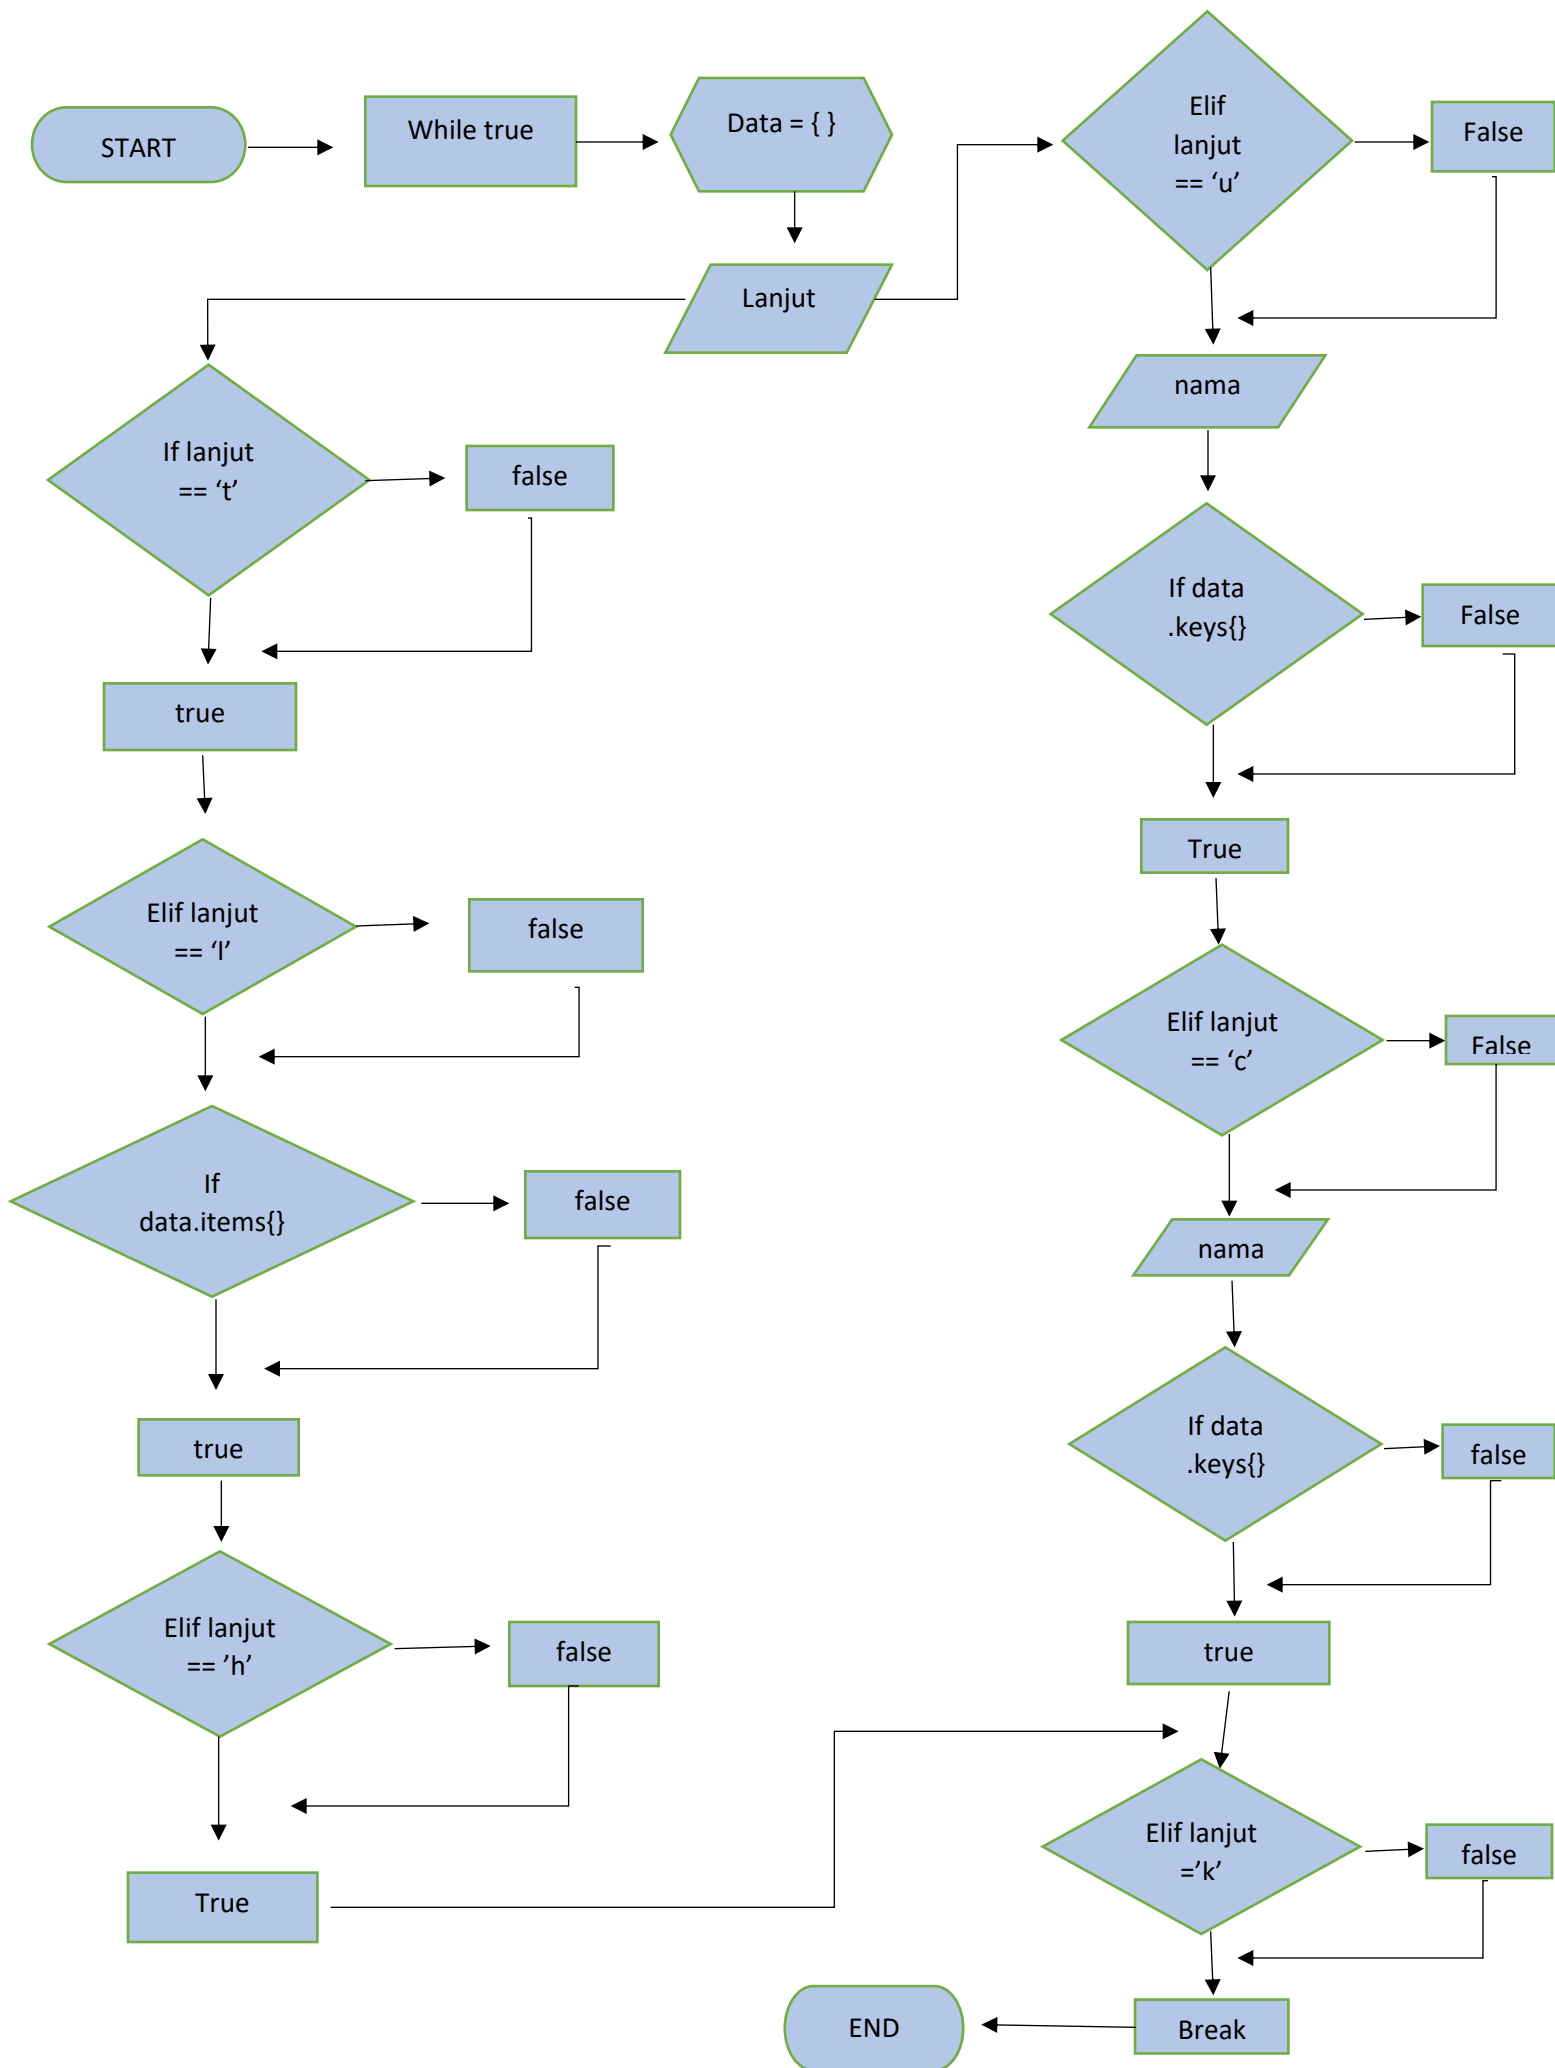 START
While true
Data = { }
Lanjut
If lanjut
== ‘t’
false
true
Elif lanjut
== ‘l’
false
If
data.items{}
false
true
Elif lanjut
== ’h’
false
True
Elif
lanjut
== ‘u’
False
nama
If data
.keys{}
False
True
Elif lanjut
== ‘c’
False
nama
If data
.keys{}
false
true
Elif lanjut
=’k’
false
Break
END